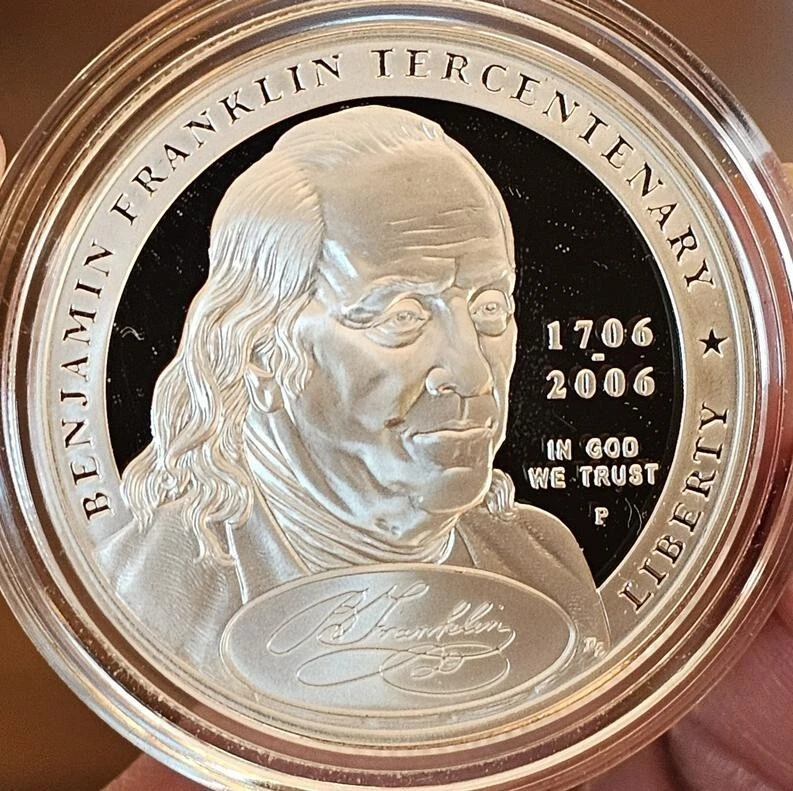 BENJAMIN FRANKLIN TERCENTENARY ★ LIBERTY
1706
-
2006
IN GOD
WE TRUST
P
B Franklin